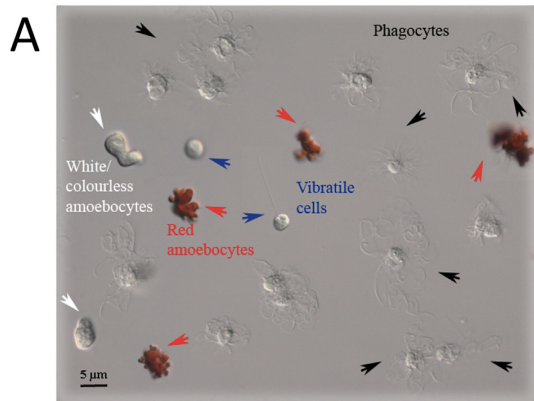 A
Phagocytes
White/
colourless
amoebocytes
Vibratile
cells
Red
amoebocytes
5 µm